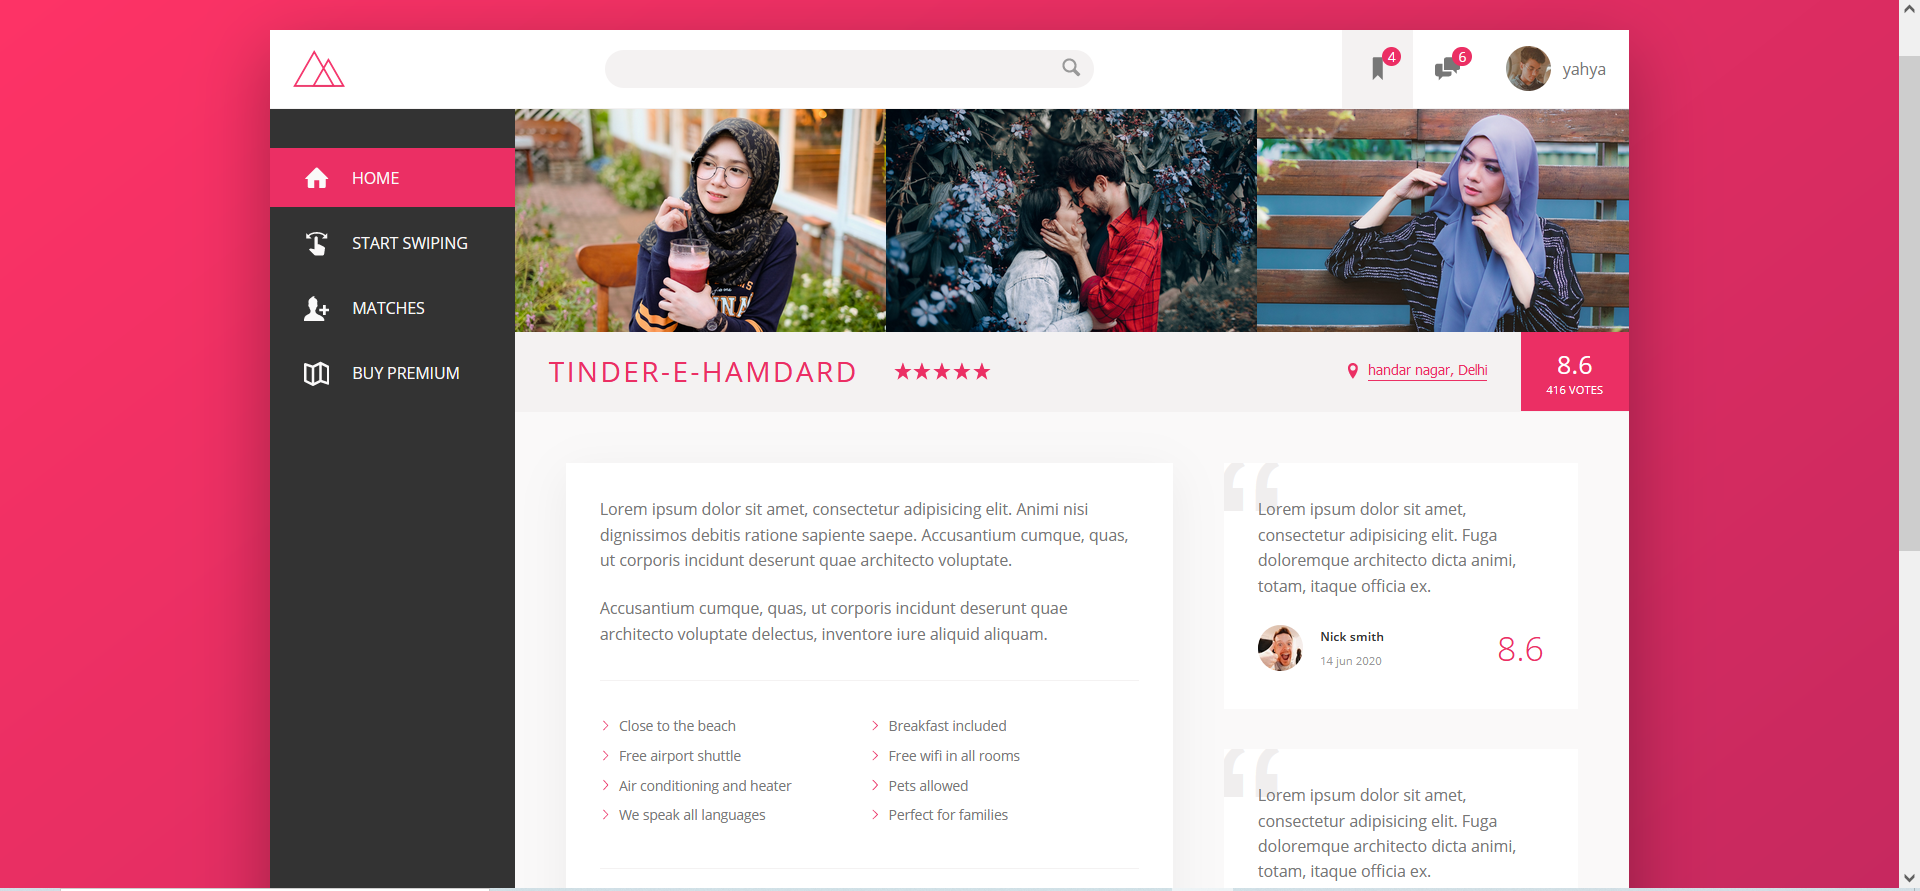 4
6
yahya
HOME
START SWIPING
MATCHES
BUY PREMIUM
TINDER-E-HAMDARD
handar nagar, Delhi
8.6
416 VOTES
Lorem ipsum dolor sit amet, consectetur adipisicing elit. Animi nisi
dignissimos debitis ratione sapiente saepe. Accusantium cumque, quas,
ut corporis incidunt deserunt quae architecto voluptate.
Accusantium cumque, quas, ut corporis incidunt deserunt quae
architecto voluptate delectus, inventore iure aliquid aliquam.
Close to the beach
Free airport shuttle
Air conditioning and heater
We speak all languages
Breakfast included
Free wifi in all rooms
Pets allowed
Perfect for families
“
Lorem ipsum dolor sit amet,
consectetur adipisicing elit. Fuga
doloremque architecto dicta animi,
totam, itaque officia ex.
Nick smith
14 jun 2020
8.6
“
Lorem ipsum dolor sit amet,
consectetur adipisicing elit. Fuga
doloremque architecto dicta animi,
totam, itaque officia ex.